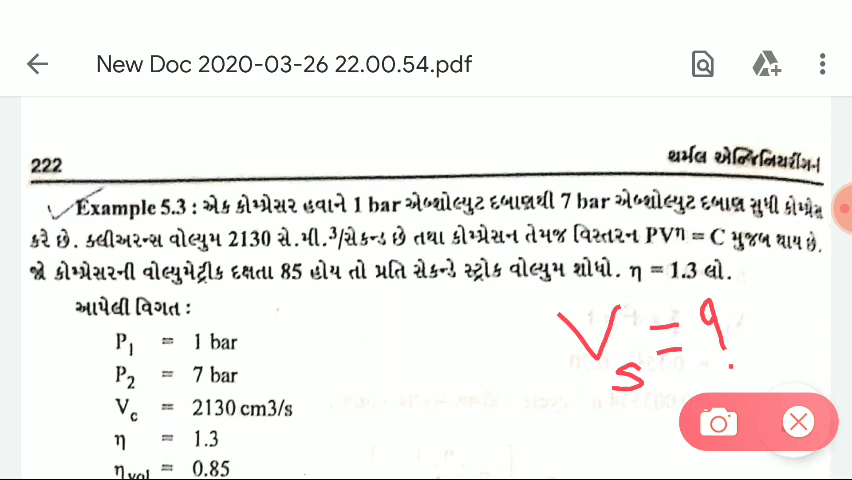 New Doc 2020-03-26 22.00.54.pdf
222
થર્મલ એન્જિનિયરીંગ
Example 5.3 : એક કોમ્પ્રેસર હવાને 1 bar એબ્શોલ્યુટ દબાણથી 7 bar એબ્શોલ્યુટ દબાણ સુધી કોમ્પ્રેસ
કરે છે. ક્લીઅરન્સ વોલ્યુમ 2130 સે.મી.³/સેકન્ડ છે તથા કોમ્પ્રેસન તેમજ વિસ્તરન PVⁿ = C મુજબ થાય છે.
જો કોમ્પ્રેસરની વોલ્યુમેટ્રીક દક્ષતા 85 હોય તો પ્રતિ સેકન્ડે સ્ટ્રોક વોલ્યુમ શોધો. η = 1.3 લો.
આપેલી વિગત :
P₁ = 1 bar
P₂ = 7 bar
V_c = 2130 cm3/s
η = 1.3
η_vol = 0.85
V_s = ?